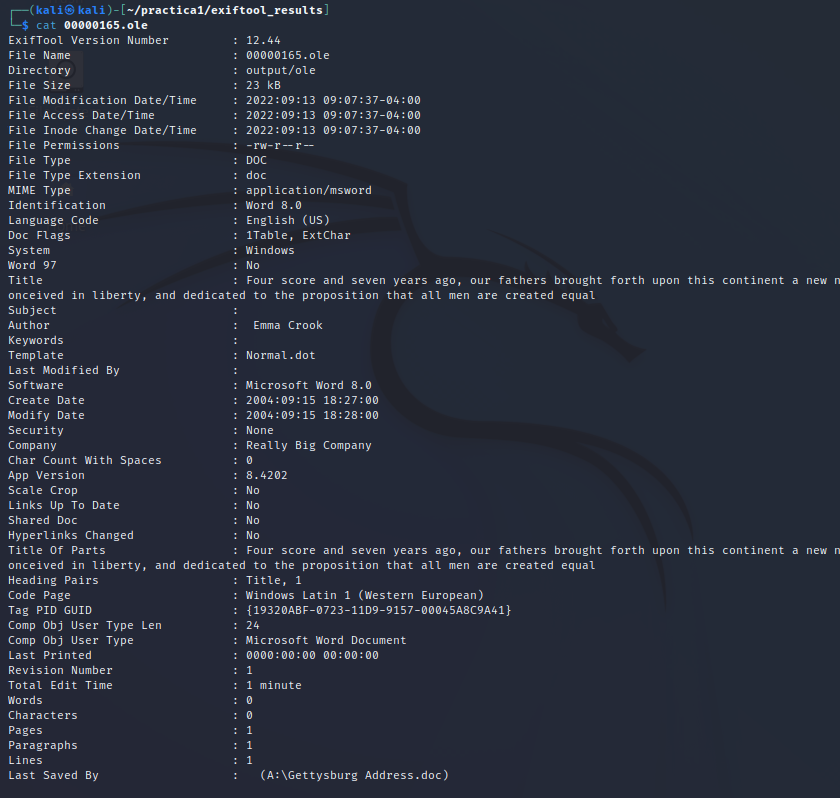 ┌──(kali㉿kali)-[~/practica1/exiftool_results]
└─$ cat 00000165.ole
ExifTool Version Number : 12.44
File Name : 00000165.ole
Directory : output/ole
File Size : 23 kB
File Modification Date/Time : 2022:09:13 09:07:37-04:00
File Access Date/Time : 2022:09:13 09:07:37-04:00
File Inode Change Date/Time : 2022:09:13 09:07:37-04:00
File Permissions : -rw-r--r--
File Type : DOC
File Type Extension : doc
MIME Type : application/msword
Identification : Word 8.0
Language Code : English (US)
Doc Flags : 1Table, ExtChar
System : Windows
Word 97 : No
Title : Four score and seven years ago, our fathers brought forth upon this continent a new n
onceived in liberty, and dedicated to the proposition that all men are created equal
Subject :
Author : Emma Crook
Keywords :
Template : Normal.dot
Last Modified By :
Software : Microsoft Word 8.0
Create Date : 2004:09:15 18:27:00
Modify Date : 2004:09:15 18:28:00
Security : None
Company : Really Big Company
Char Count With Spaces : 0
App Version : 8.4202
Scale Crop : No
Links Up To Date : No
Shared Doc : No
Hyperlinks Changed : No
Title Of Parts : Four score and seven years ago, our fathers brought forth upon this continent a new n
onceived in liberty, and dedicated to the proposition that all men are created equal
Heading Pairs : Title, 1
Code Page : Windows Latin 1 (Western European)
Tag PID GUID : {19320ABF-0723-11D9-9157-00045A8C9A41}
Comp Obj User Type Len : 24
Comp Obj User Type : Microsoft Word Document
Last Printed : 0000:00:00 00:00:00
Revision Number : 1
Total Edit Time : 1 minute
Words : 0
Characters : 0
Pages : 1
Paragraphs : 1
Lines : 1
Last Saved By : (A:\Gettysburg Address.doc)